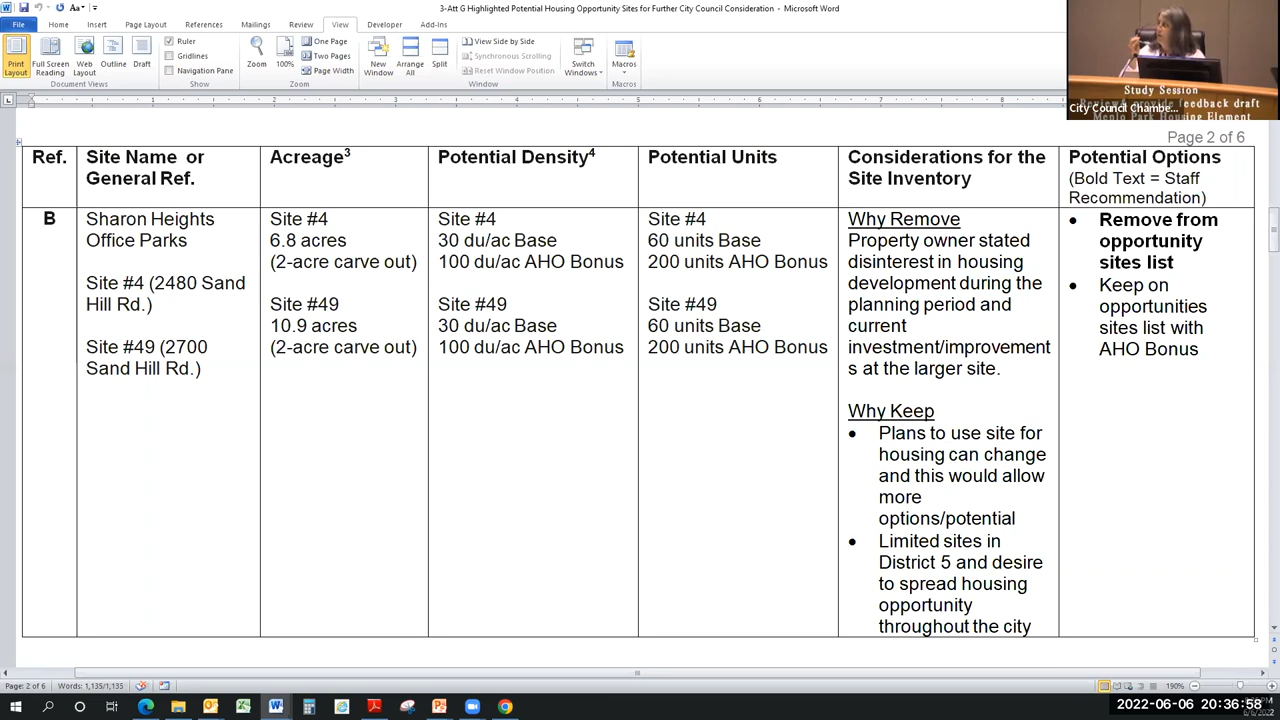 3-Att G Highlighted Potential Housing Opportunity Sites for Further City Council Consideration - Microsoft Word
File Home Insert Page Layout References Mailings Review View Developer Add-Ins
Print Layout
Full Screen Reading
Web Layout
Outline
Draft
Document Views
Ruler
Gridlines
Navigation Pane
Show
Zoom
100%
One Page
Two Pages
Page Width
Zoom
New Window
Arrange All
Split
View Side by Side
Synchronous Scrolling
Reset Window Position
Window
Switch Windows
Macros
Macros
Study Session
feedback draft
Menlo Park Housing Element
City Council Chambe...
Page 2 of 6
Ref.
Site Name or
General Ref.
Acreage3
Potential Density4
Potential Units
Considerations for the
Site Inventory
Potential Options
(Bold Text = Staff
Recommendation)
B
Sharon Heights
Office Parks
Site #4 (2480 Sand
Hill Rd.)
Site #49 (2700
Sand Hill Rd.)
Site #4
6.8 acres
(2-acre carve out)
Site #49
10.9 acres
(2-acre carve out)
Site #4
30 du/ac Base
100 du/ac AHO Bonus
Site #49
30 du/ac Base
100 du/ac AHO Bonus
Site #4
60 units Base
200 units AHO Bonus
Site #49
60 units Base
200 units AHO Bonus
Why Remove
Property owner stated
disinterest in housing
development during the
planning period and
current
investment/improvement
s at the larger site.
Why Keep
• Plans to use site for
housing can change
and this would allow
more
options/potential
• Limited sites in
District 5 and desire
to spread housing
opportunity
throughout the city
• Remove from
opportunity
sites list
• Keep on
opportunities
sites list with
AHO Bonus
Page: 2 of 6 Words: 1,135/1,135
190%
2022-06-06 20:36:58